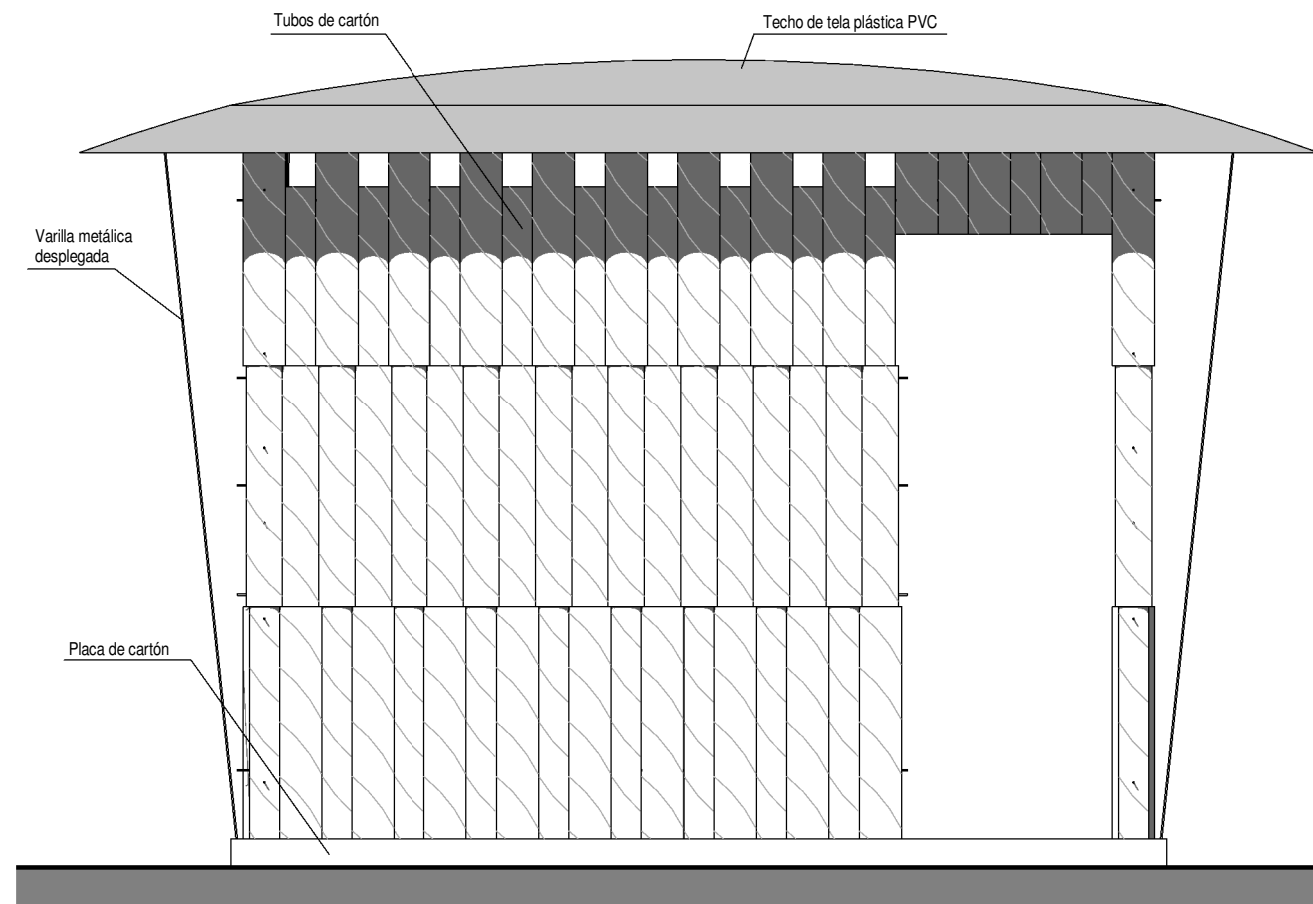 Tubos de cartón
Techo de tela plástica PVC
Varilla metálica
desplegada
Placa de cartón